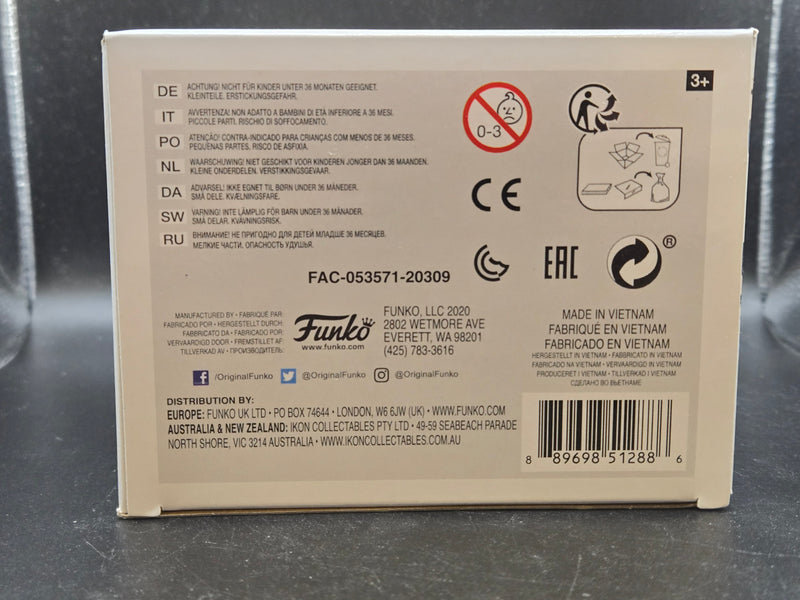 3+
DE ACHTUNG! NICHT FÜR KINDER UNTER 36 MONATEN GEEIGNET.
KLEINTEILE. ERSTICKUNGSGEFAHR.
IT AVVERTENZA! NON ADATTO A BAMBINI DI ETÀ INFERIORE A 36 MESI.
PICCOLE PARTI. RISCHIO DI SOFFOCAMENTO.
PO ATENÇÃO! CONTRA-INDICADO PARA CRIANÇAS COM MENOS DE 36 MESES.
PEQUENAS PARTES. RISCO DE ASFIXIA.
NL WAARSCHUWING! NIET GESCHIKT VOOR KINDEREN JONGER DAN 36 MAANDEN.
KLEINE ONDERDELEN. VERSTIKKINGSGEVAAR.
DA ADVARSEL! IKKE EGNET TIL BØRN UNDER 36 MÅNEDER.
SMÅ DELE. KVÆLNINGSFARE.
SW VARNING! INTE LÄMPLIG FÖR BARN UNDER 36 MÅNADER.
SMÅ DELAR. KVÄVNINGSRISK.
RU ВНИМАНИЕ! НЕ ПРИГОДНО ДЛЯ ДЕТЕЙ МЛАДШЕ 36 МЕСЯЦЕВ.
МЕЛКИЕ ЧАСТИ. ОПАСНОСТЬ УДУШЬЯ.
0-3
CE
EAC
®
FAC-053571-20309
MANUFACTURED BY • FABRIQUÉ PAR:
FABRICADO POR • HERGESTELLT DURCH:
FABBRICATO DA • FABRICADO POR:
VERVAARDIGD DOOR • FREMSTILLET AF:
TILLVERKAD AV • ПРОИЗВОДИТЕЛЬ:
Funko
www.funko.com
FUNKO, LLC 2020
2802 WETMORE AVE
EVERETT, WA 98201
(425) 783-3616
MADE IN VIETNAM
FABRIQUÉ EN VIETNAM
FABRICADO EN VIETNAM
HERGESTELLT IN VIETNAM • FABBRICATO IN VIETNAM
FABRICADO NA VIETNAM • VERVAARDIGD IN VIETNAM
PRODUCERET I VIETNAM • TILLVERKAD I VIETNAM
СДЕЛАНО ВО ВЬЕТНАМЕ
f /OriginalFunko @OriginalFunko @OriginalFunko
DISTRIBUTION BY:
EUROPE: FUNKO UK LTD • PO BOX 74644 • LONDON, W6 6JW (UK) • WWW.FUNKO.COM
AUSTRALIA & NEW ZEALAND: IKON COLLECTABLES PTY LTD • 49-59 SEABEACH PARADE
NORTH SHORE, VIC 3214 AUSTRALIA • WWW.IKONCOLLECTABLES.COM.AU
8 89698 51288 6